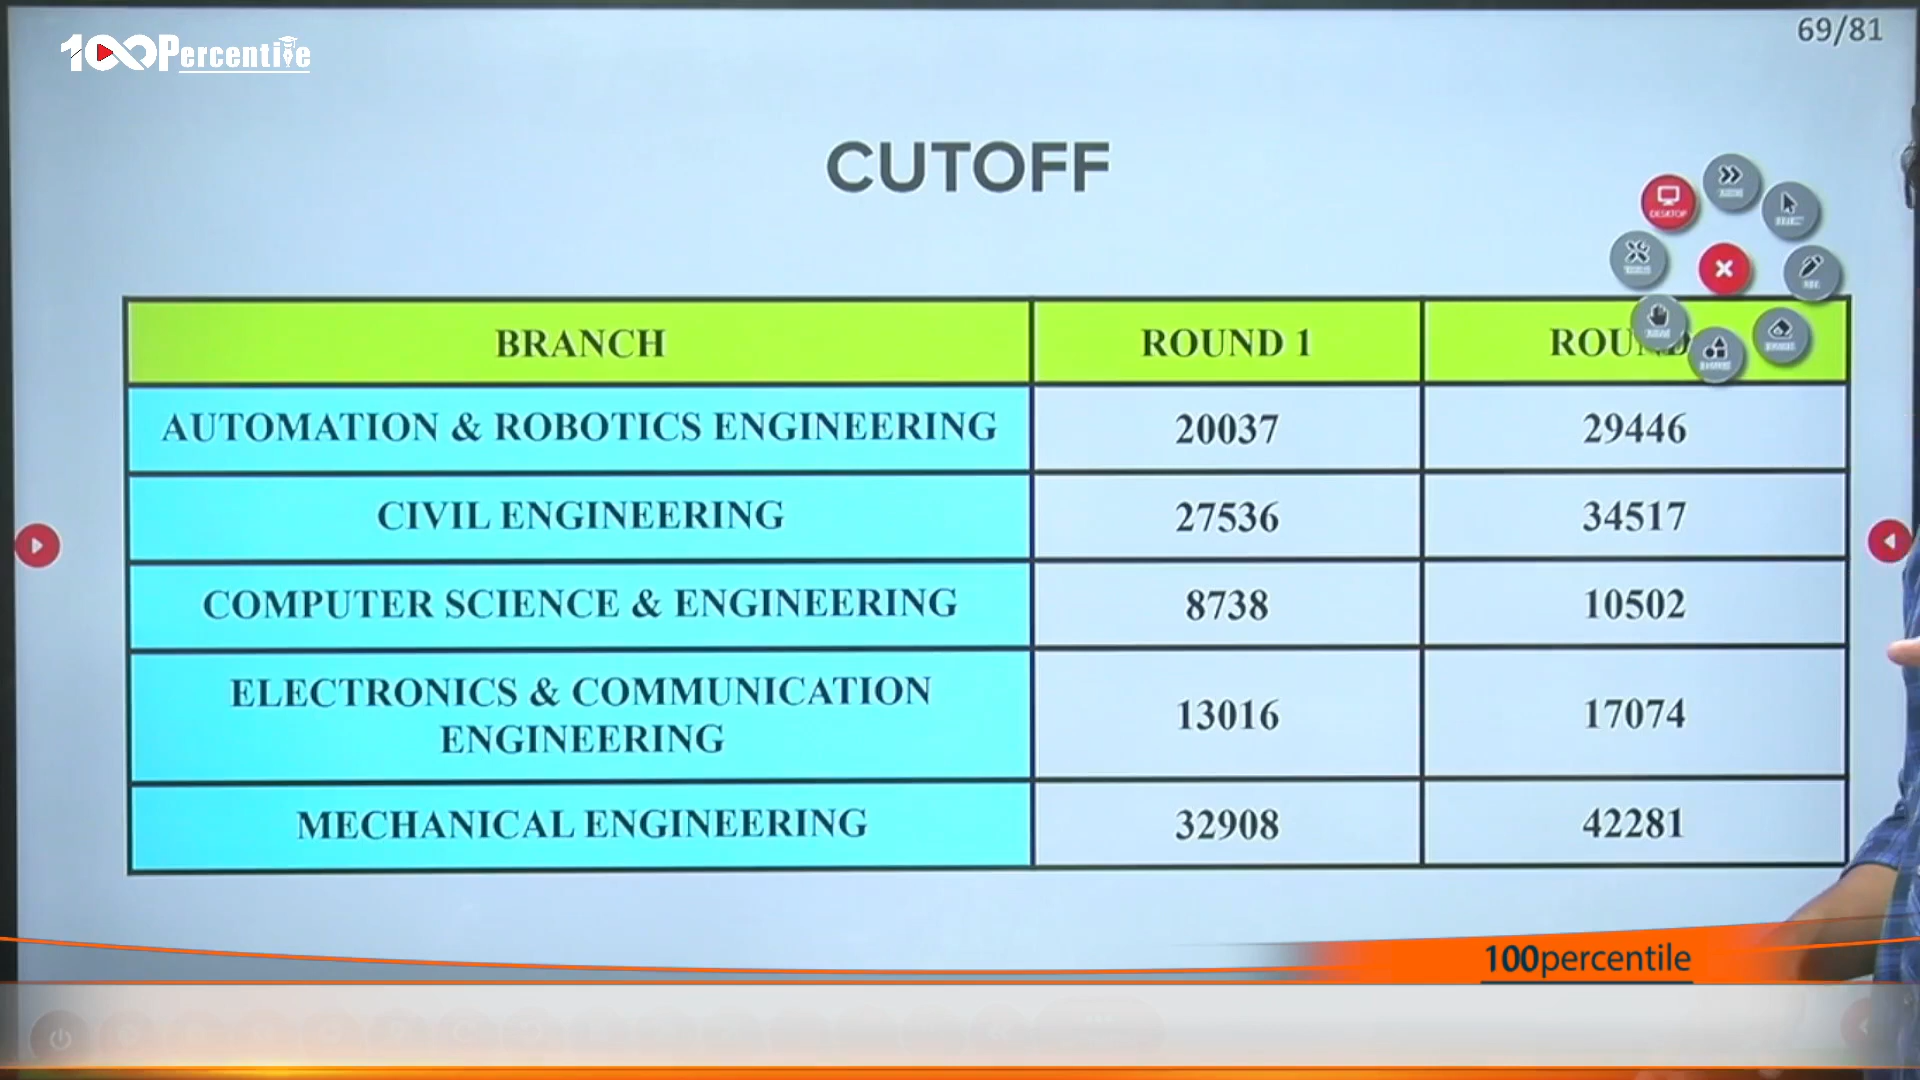 100Percentile
69/81
CUTOFF
DESKTOP
BRANCH ROUND 1
AUTOMATION & ROBOTICS ENGINEERING 20037 29446
CIVIL ENGINEERING 27536 34517
COMPUTER SCIENCE & ENGINEERING 8738 10502
ELECTRONICS & COMMUNICATION
ENGINEERING 13016 17074
MECHANICAL ENGINEERING 32908 42281
100percentile